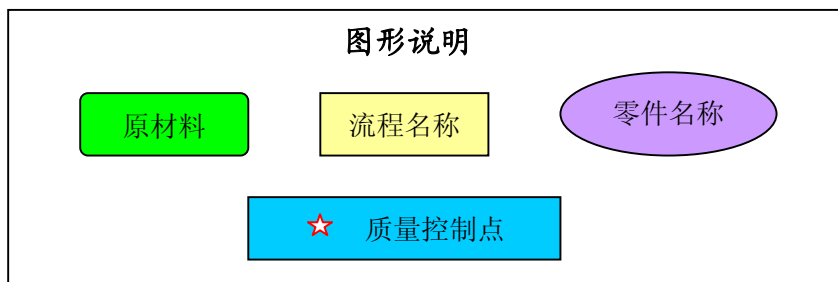 图形说明
原材料
流程名称
零件名称
质量控制点